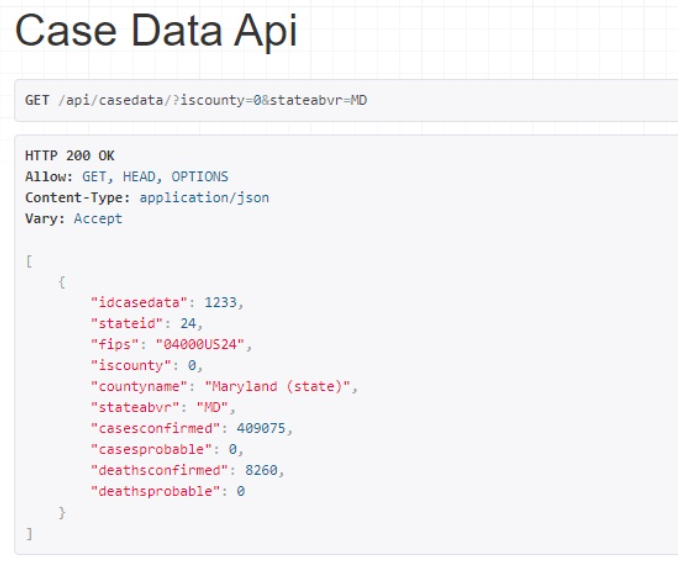 Case Data Api
GET /api/casedata/?iscounty=0&stateabvr=MD
HTTP 200 OK
Allow: GET, HEAD, OPTIONS
Content-Type: application/json
Vary: Accept
[
{
"idcasedata": 1233,
"stateid": 24,
"fips": "04000US24",
"iscounty": 0,
"countyname": "Maryland (state)",
"stateabvr": "MD",
"casesconfirmed": 409075,
"casesprobable": 0,
"deathsconfirmed": 8260,
"deathsprobable": 0
}
]